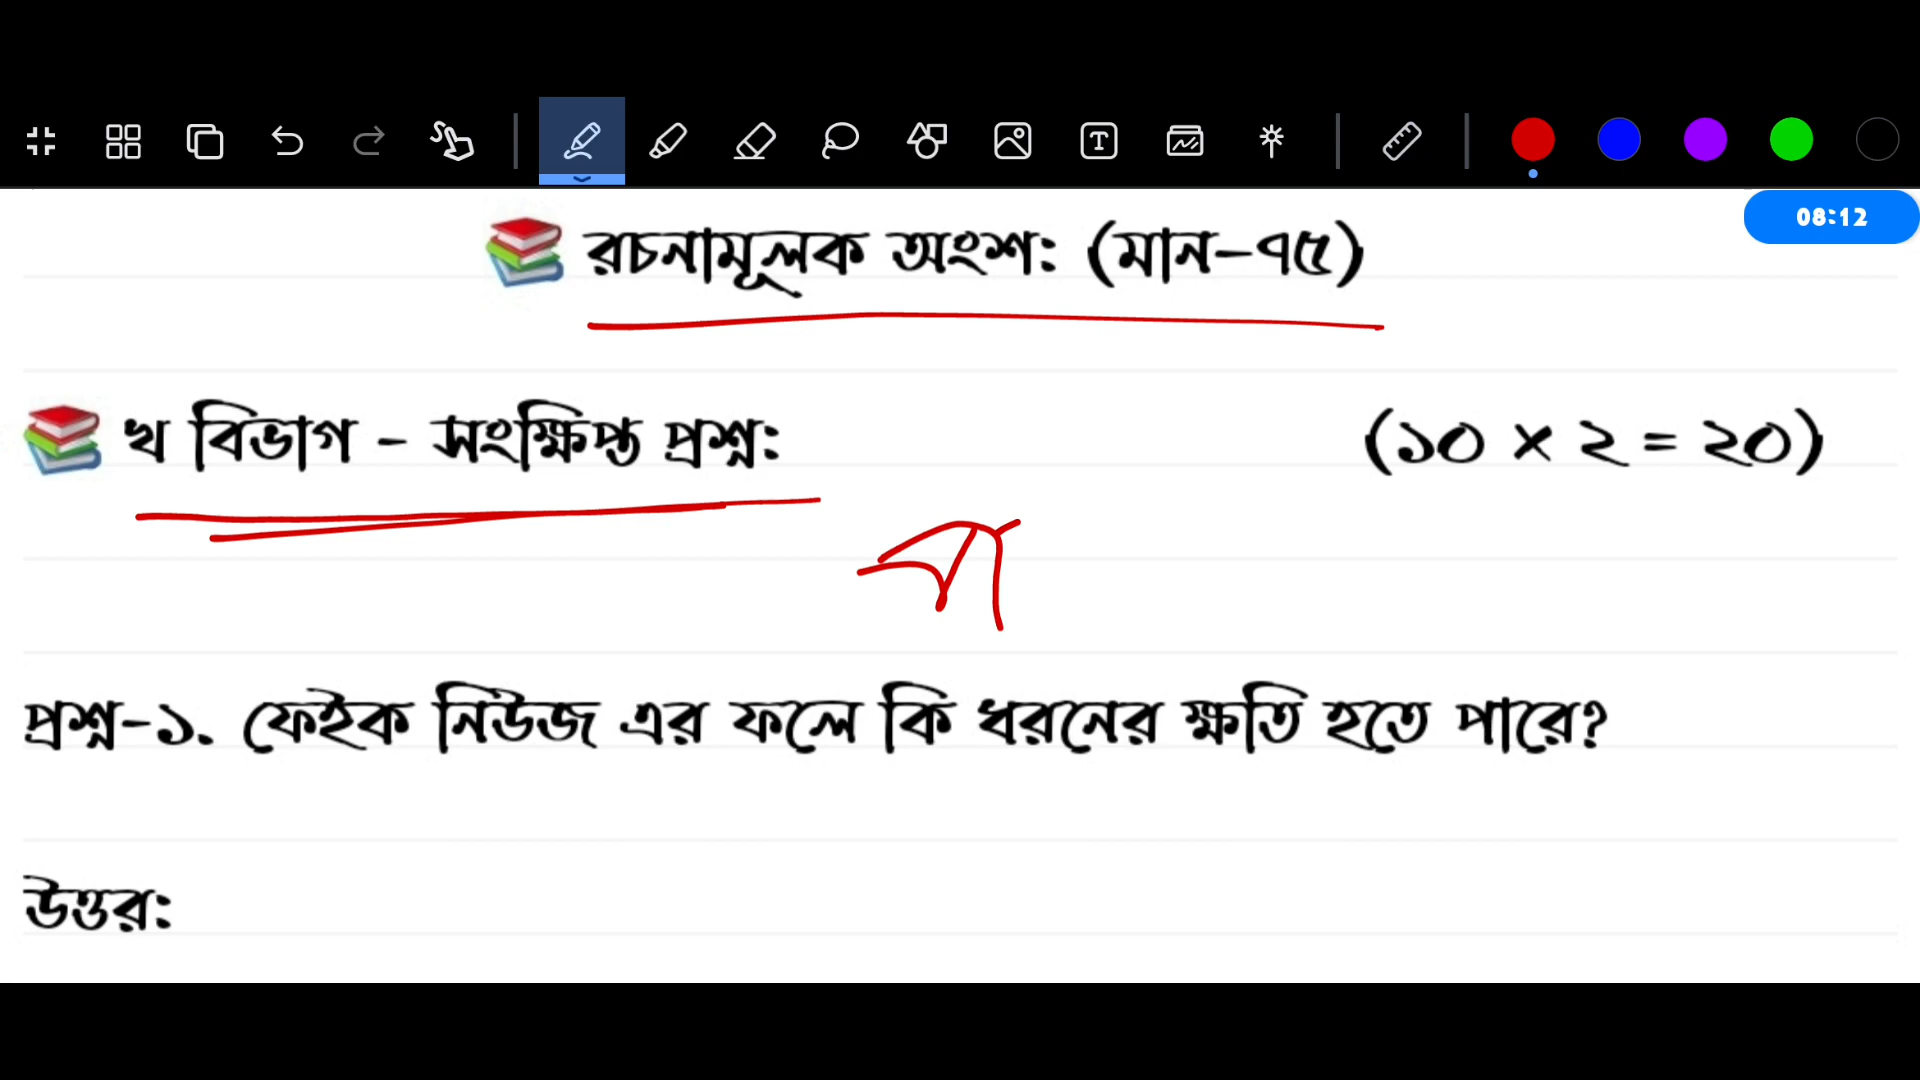 08:12
রচনামূলক অংশ: (মান-৭৫)
খ বিভাগ - সংক্ষিপ্ত প্রশ্ন: (১০ × ২ = ২০)
প্রশ্ন-১. ফেইক নিউজ এর ফলে কি ধরনের ক্ষতি হতে পারে?
উত্তর: